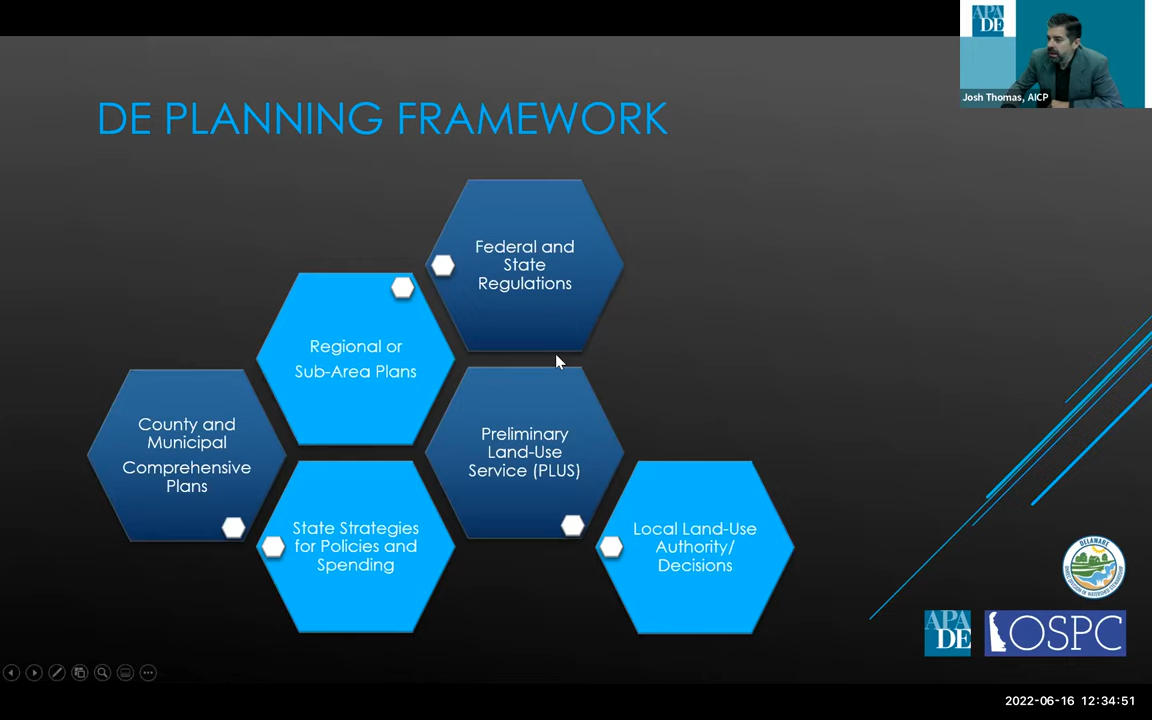 APA
DE
Josh Thomas, AICP
DE PLANNING FRAMEWORK
Federal and
State
Regulations
Regional or
Sub-Area Plans
County and
Municipal
Comprehensive
Plans
Preliminary
Land-Use
Service (PLUS)
State Strategies
for Policies and
Spending
Local Land-Use
Authority/
Decisions
DELAWARE
APA
DE
OSPC
2022-06-16 12:34:51